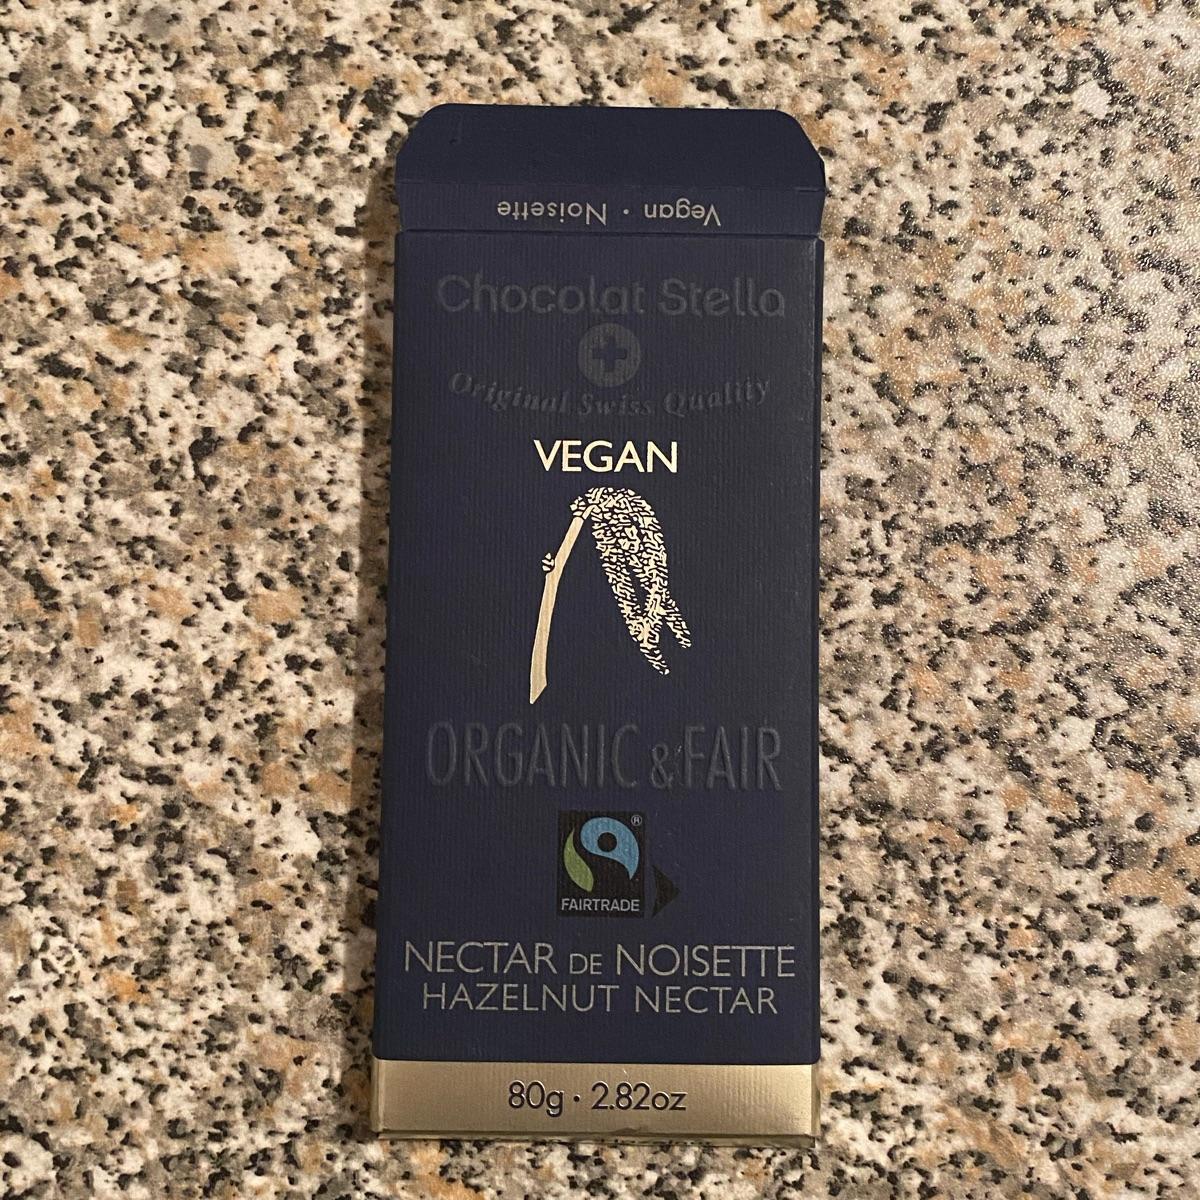 Vegan · Noisette
Chocolat Stella
Original Swiss Quality
VEGAN
ORGANIC & FAIR
®
FAIRTRADE
NECTAR DE NOISETTE
HAZELNUT NECTAR
80g · 2.82oz